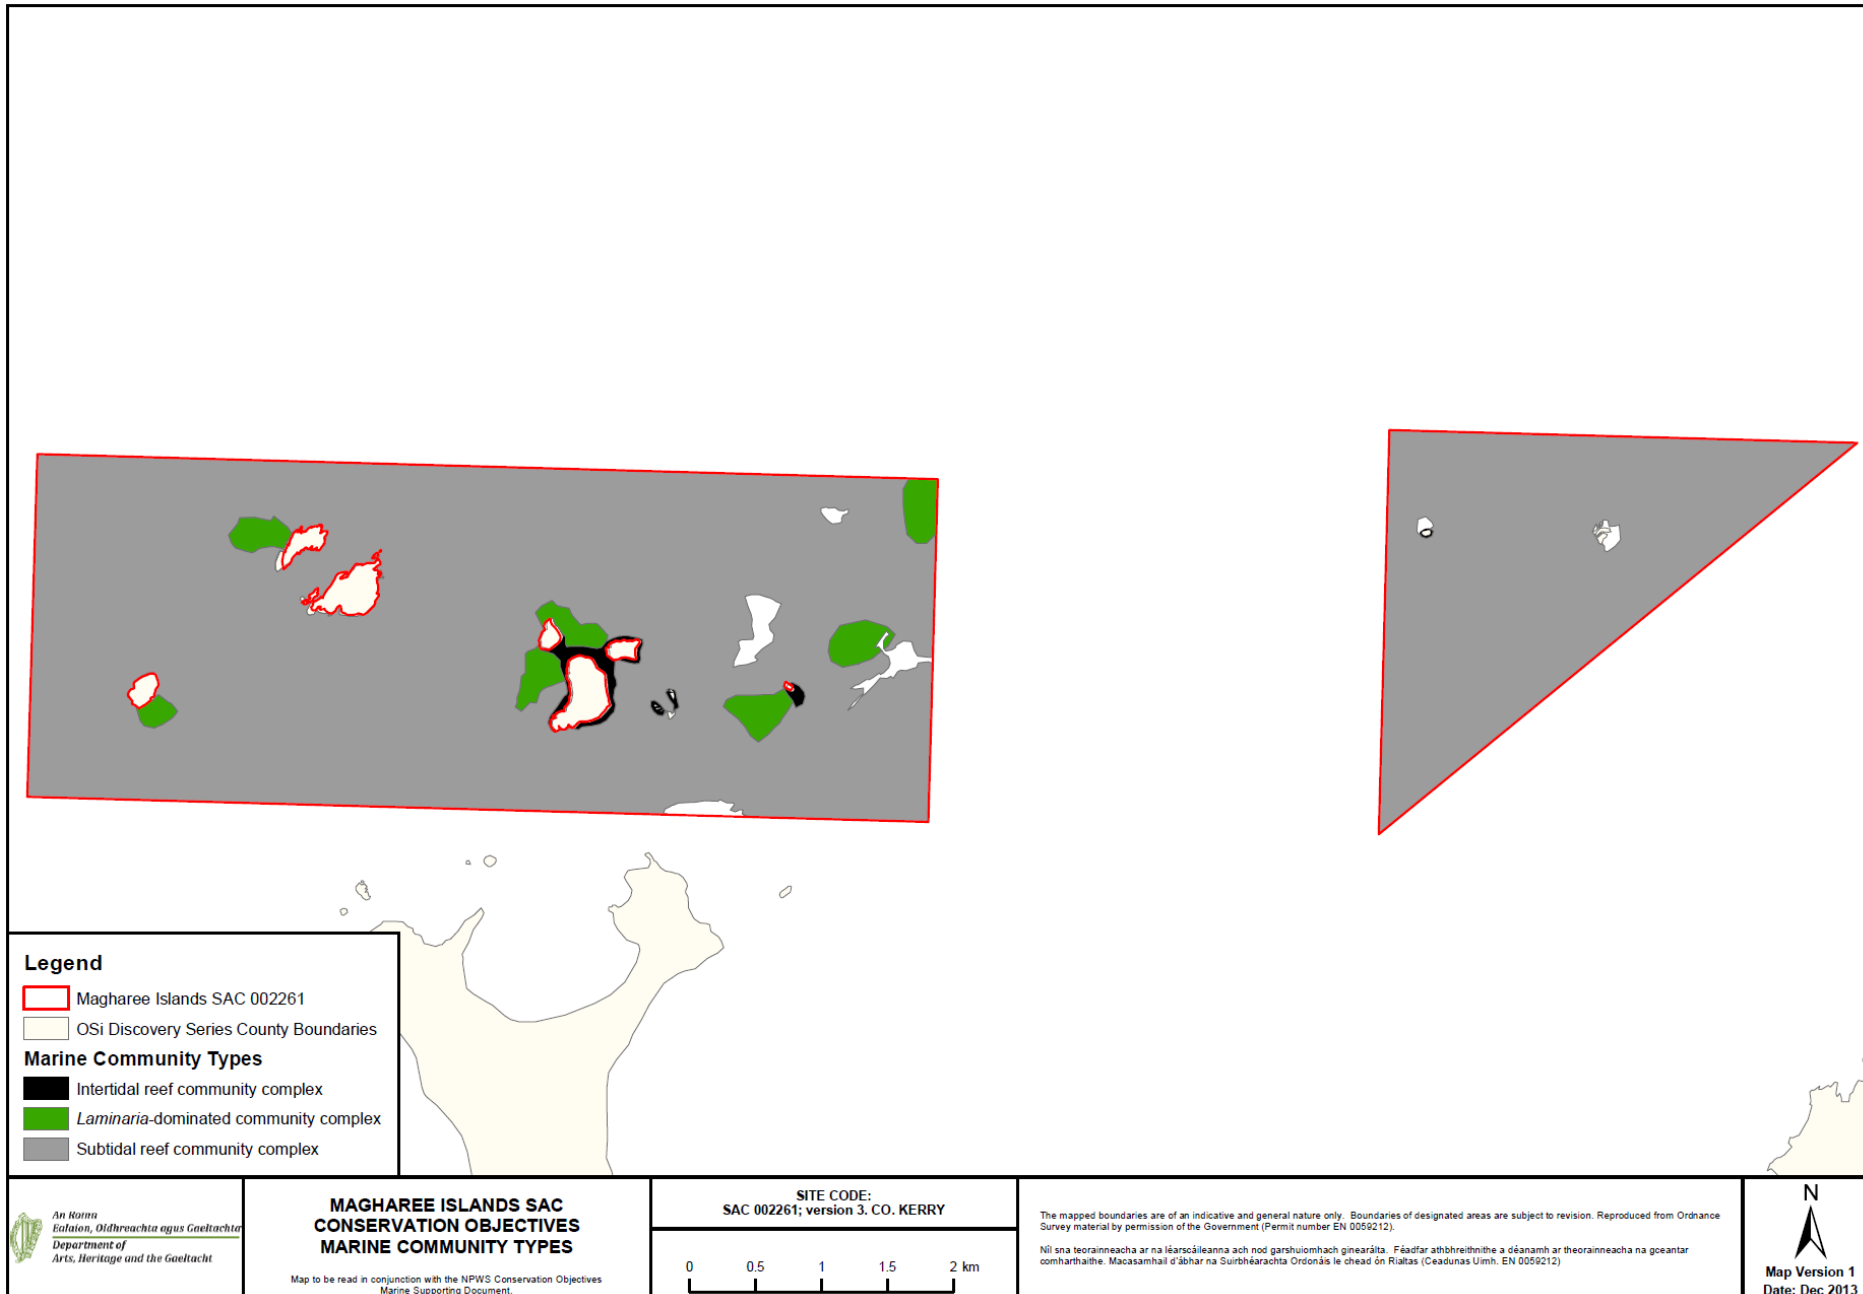 Legend
Magharee Islands SAC 002261
OSi Discovery Series County Boundaries
Marine Community Types
Intertidal reef community complex
Laminaria-dominated community complex
Subtidal reef community complex
An Roinn
Ealaíon, Oidhreachta agus Gaeltachta
Department of
Arts, Heritage and the Gaeltacht
MAGHAREE ISLANDS SAC
CONSERVATION OBJECTIVES
MARINE COMMUNITY TYPES
Map to be read in conjunction with the NPWS Conservation Objectives
Marine Supporting Document.
SITE CODE:
SAC 002261; version 3. CO. KERRY
0 0.5 1 1.5 2 km
The mapped boundaries are of an indicative and general nature only. Boundaries of designated areas are subject to revision. Reproduced from Ordnance
Survey material by permission of the Government (Permit number EN 0059212).
Níl sna teorainneacha ar na léarscáileanna ach nod garshuiomhach ginearálta. Féadfar athbhreithnithe a déanamh ar theorainneacha na gceantar
comharthaithe. Macasamhail d'ábhar na Suirbhéarachta Ordonáis le chead ón Rialtas (Ceadunas Uimh. EN 0059212)
N
Map Version 1
Date: Dec 2013